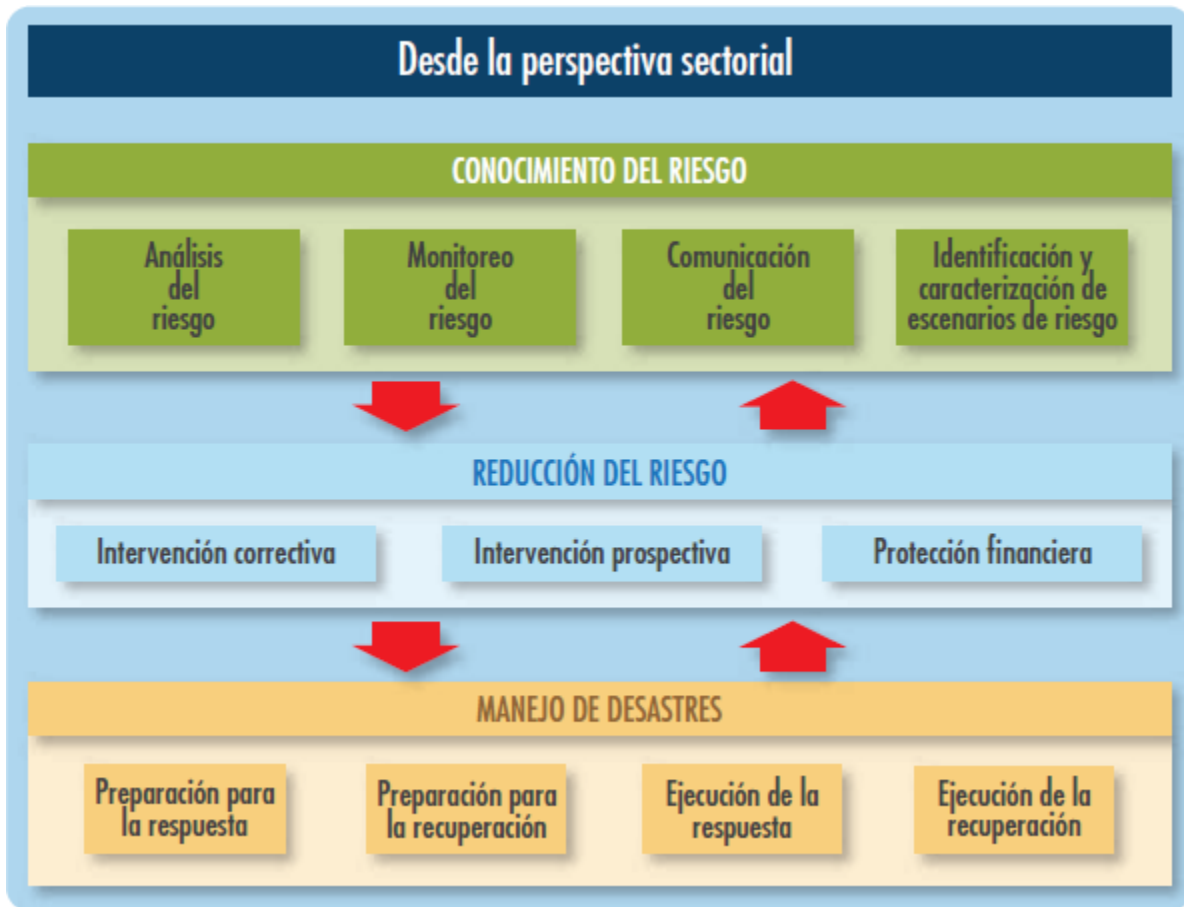 Desde la perspectiva sectorial
CONOCIMIENTO DEL RIESGO
Análisis
del
riesgo
Monitoreo
del
riesgo
Comunicación
del
riesgo
Identificación y
caracterización de
escenarios de riesgo
REDUCCIÓN DEL RIESGO
Intervención correctiva
Intervención prospectiva
Protección financiera
MANEJO DE DESASTRES
Preparación para
la respuesta
Preparación para
la recuperación
Ejecución de la
respuesta
Ejecución de la
recuperación